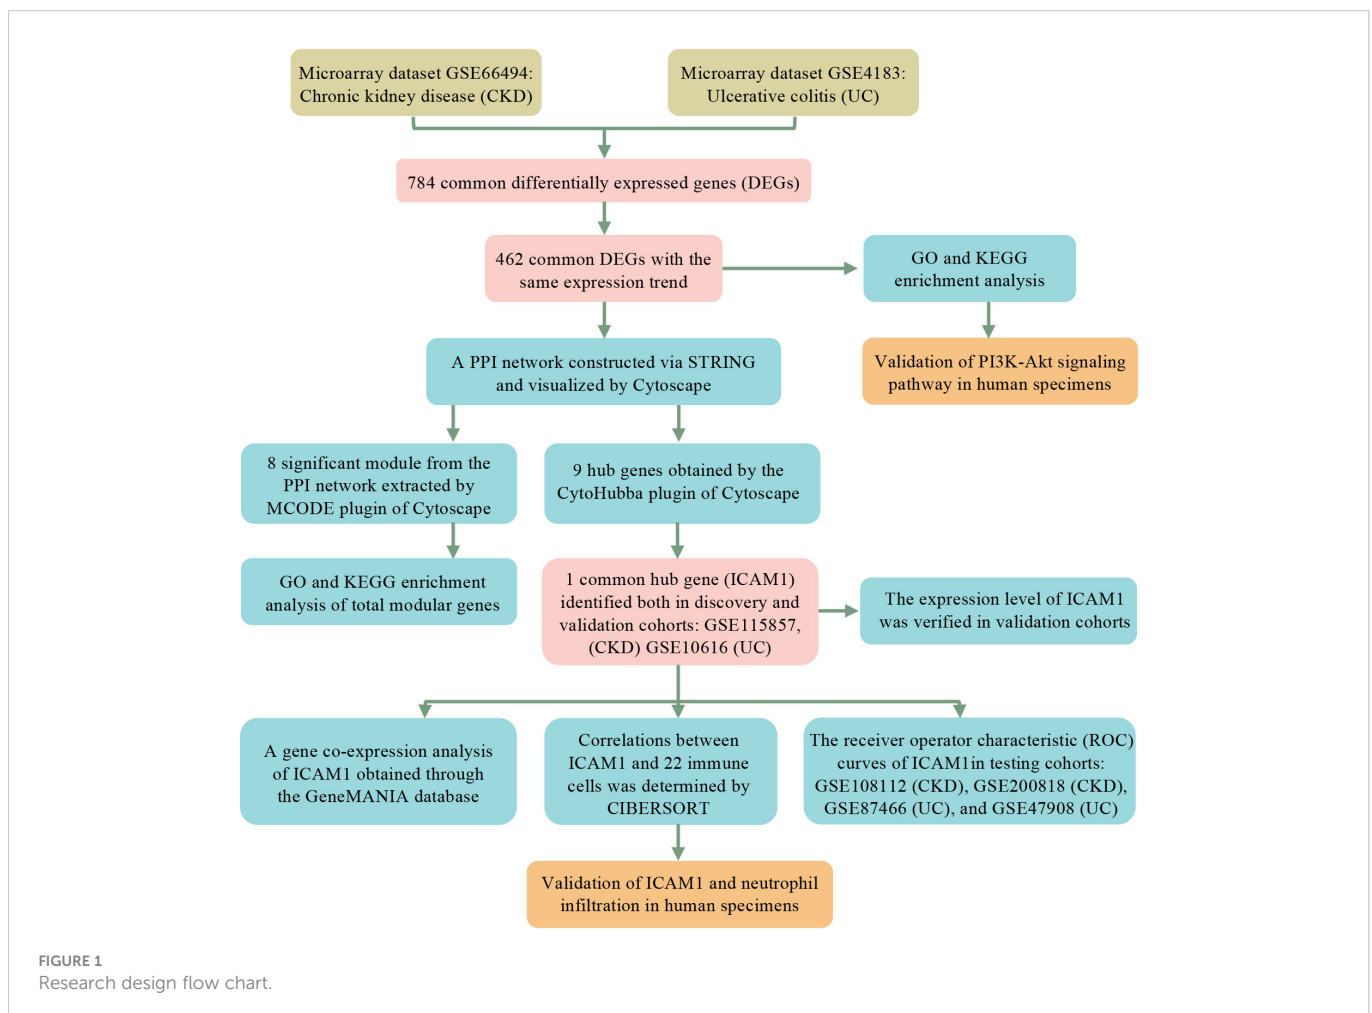 Microarray dataset GSE66494:
Chronic kidney disease (CKD)
Microarray dataset GSE4183:
Ulcerative colitis (UC)
784 common differentially expressed genes (DEGs)
462 common DEGs with the
same expression trend
GO and KEGG
enrichment analysis
A PPI network constructed via STRING
and visualized by Cytoscape
Validation of PI3K-Akt signaling
pathway in human specimens
8 significant module from the
PPI network extracted by
MCODE plugin of Cytoscape
9 hub genes obtained by the
CytoHubba plugin of Cytoscape
GO and KEGG enrichment
analysis of total modular genes
1 common hub gene (ICAM1)
identified both in discovery and
validation cohorts: GSE115857,
(CKD) GSE10616 (UC)
The expression level of ICAM1
was verified in validation cohorts
A gene co-expression analysis
of ICAM1 obtained through
the GeneMANIA database
Correlations between
ICAM1 and 22 immune
cells was determined by
CIBERSORT
The receiver operator characteristic (ROC)
curves of ICAM1in testing cohorts:
GSE108112 (CKD), GSE200818 (CKD),
GSE87466 (UC), and GSE47908 (UC)
Validation of ICAM1 and neutrophil
infiltration in human specimens
FIGURE 1
Research design flow chart.